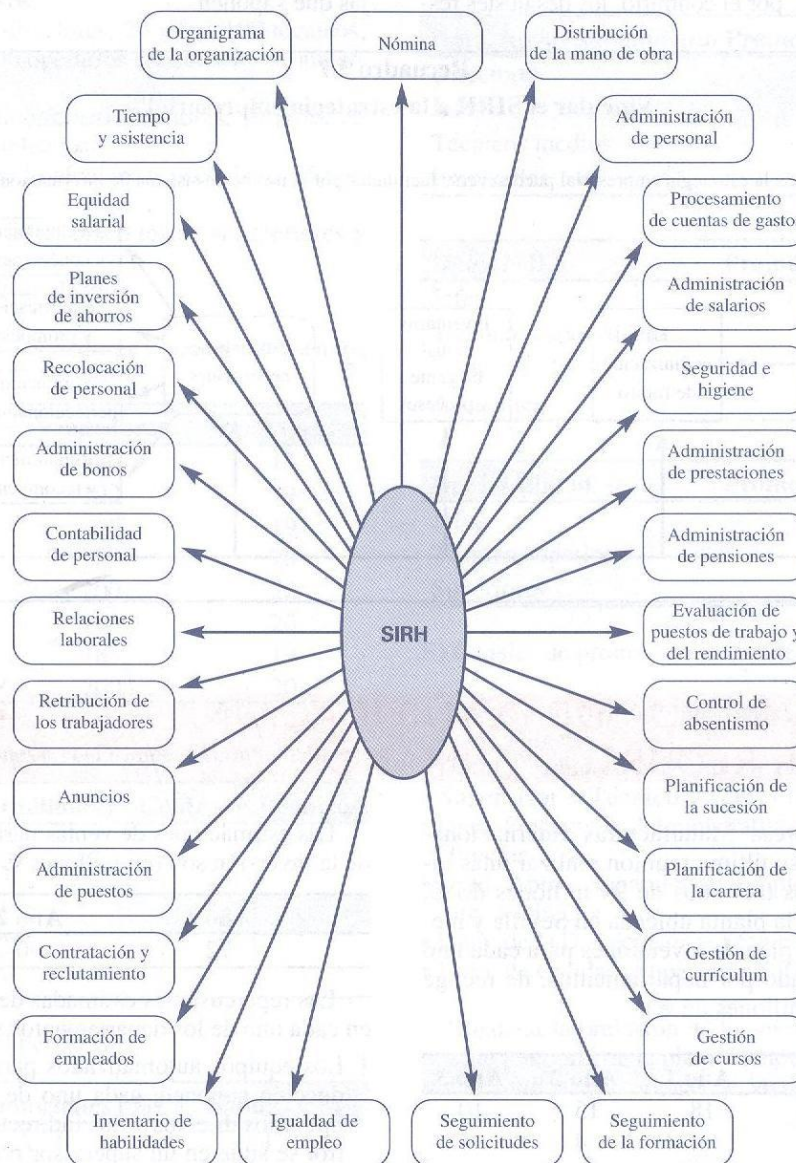 Organigrama
de la organización
Nómina
Distribución
de la mano de obra
Tiempo
y asistencia
Administración
de personal
Equidad
salarial
Procesamiento
de cuentas de gastos
Planes
de inversión
de ahorros
Administración
de salarios
Recolocación
de personal
Seguridad e
higiene
Administración
de bonos
Administración
de prestaciones
Contabilidad
de personal
Administración
de pensiones
Relaciones
laborales
SIRH
Evaluación de
puestos de trabajo y
del rendimiento
Retribución de
los trabajadores
Control de
absentismo
Anuncios
Planificación de
la sucesión
Administración
de puestos
Planificación de
la carrera
Contratación y
reclutamiento
Gestión de
currículum
Formación de
empleados
Gestión
de cursos
Inventario de
habilidades
Igualdad de
empleo
Seguimiento
de solicitudes
Seguimiento
de la formación